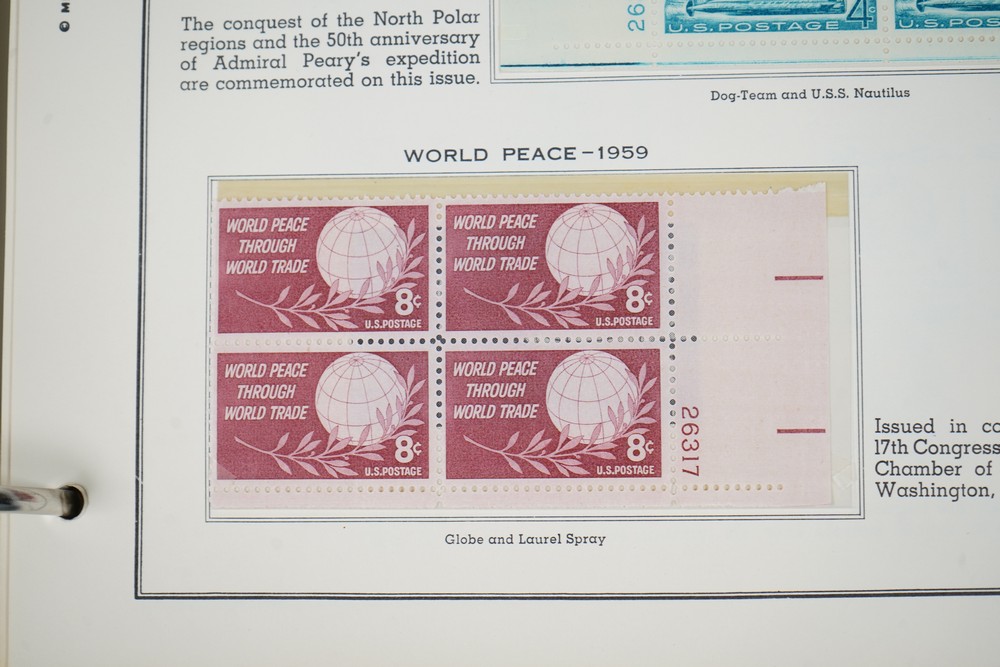 © M
The conquest of the North Polar
regions and the 50th anniversary
of Admiral Peary's expedition
are commemorated on this issue.
26
U.S. POSTAGE 4¢
U.S. POS
Dog-Team and U.S.S. Nautilus
WORLD PEACE-1959
WORLD PEACE
THROUGH
WORLD TRADE
8¢
U.S.POSTAGE
WORLD PEACE
THROUGH
WORLD TRADE
8¢
U.S.POSTAGE
WORLD PEACE
THROUGH
WORLD TRADE
8¢
U.S.POSTAGE
WORLD PEACE
THROUGH
WORLD TRADE
8¢
U.S.POSTAGE
26317
Issued in co
17th Congress
Chamber of
Washington,
Globe and Laurel Spray